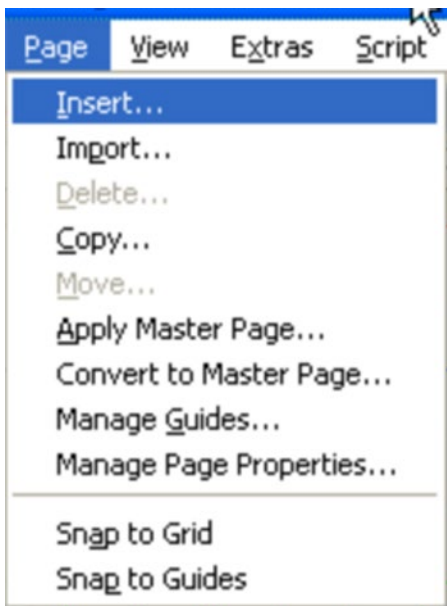 Page View Extras Script
Insert...
Import...
Delete...
Copy...
Move...
Apply Master Page...
Convert to Master Page...
Manage Guides...
Manage Page Properties...
Snap to Grid
Snap to Guides